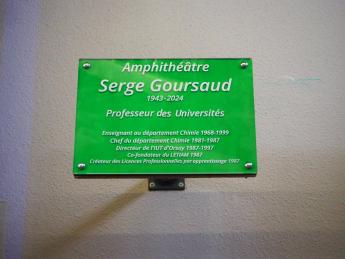 Amphithéâtre
Serge Goursaud
1943-2024
Professeur des Universités
Enseignant au département Chimie 1968-1999
Chef du département Chimie 1981-1987
Directeur de l'IUT d'Orsay 1987-1997
Co-fondateur du LETIAM 1987
Créateur des Licences Professionnelles par apprentissage 1987